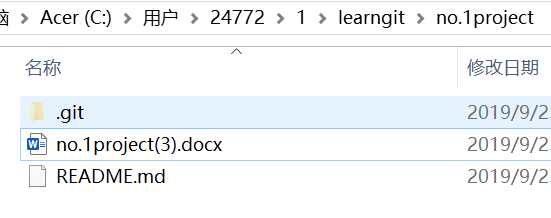 脑 > Acer (C:) > 用户 > 24772 > 1 > learngit > no.1project
名称 修改日期
.git 2019/9/2
no.1project(3).docx 2019/9/2
README.md 2019/9/2